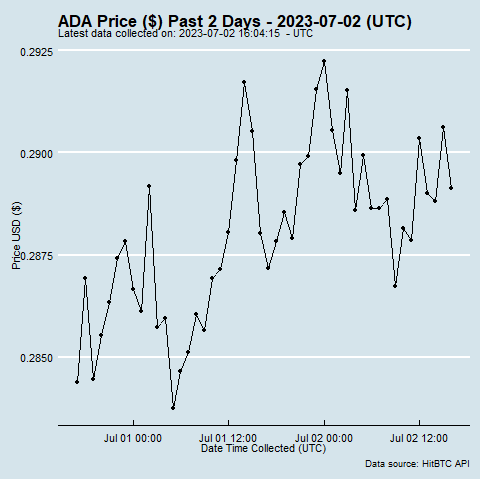 ADA Price ($) Past 2 Days - 2023-07-02 (UTC)
Latest data collected on: 2023-07-02 16:04:15  - UTC
0.2925
0.2900
0.2875
0.2850
Price USD ($)
Jul 01 00:00
Jul 01 12:00
Jul 02 00:00
Jul 02 12:00
Date Time Collected (UTC)
Data source: HitBTC API